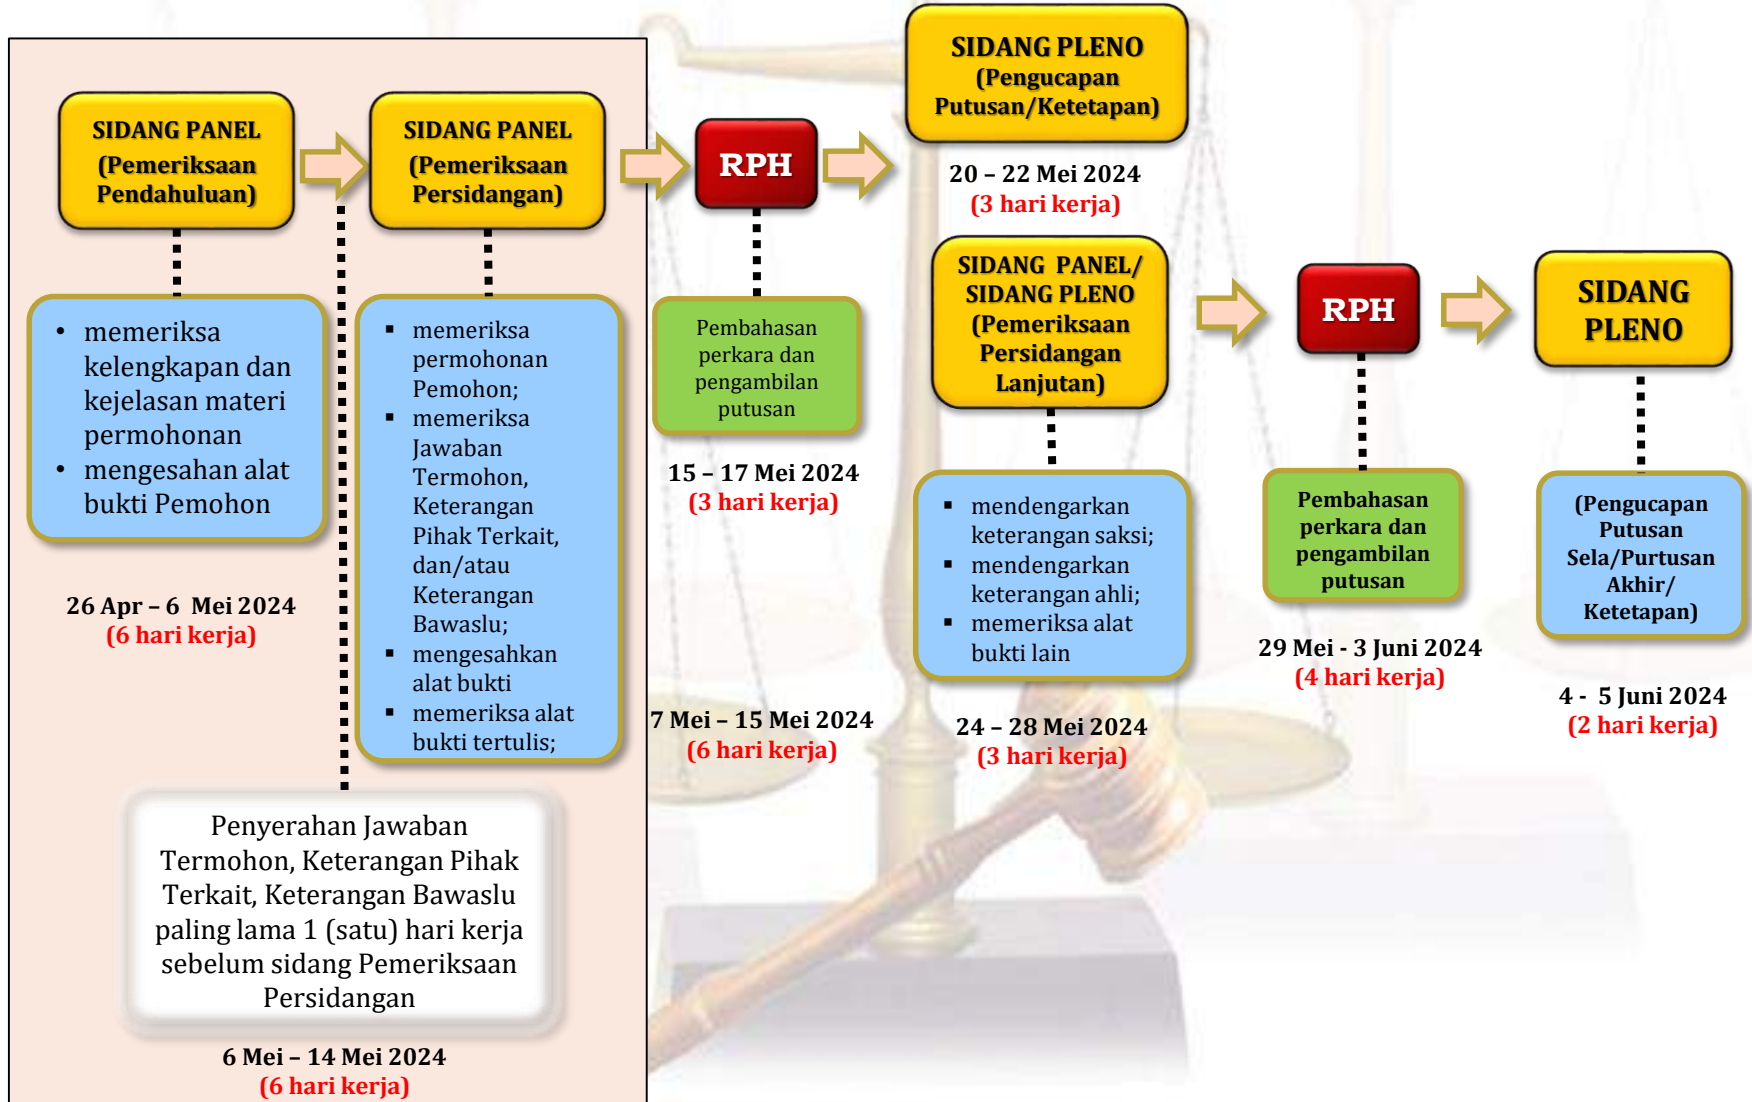 SIDANG PANEL
(Pemeriksaan
Pendahuluan)
• memeriksa
kelengkapan dan
kejelasan materi
permohonan
• mengesahan alat
bukti Pemohon
26 Apr – 6 Mei 2024
(6 hari kerja)
Penyerahan Jawaban
Termohon, Keterangan Pihak
Terkait, Keterangan Bawaslu
paling lama 1 (satu) hari kerja
sebelum sidang Pemeriksaan
Persidangan
6 Mei – 14 Mei 2024
(6 hari kerja)
SIDANG PANEL
(Pemeriksaan
Persidangan)
▪ memeriksa
permohonan
Pemohon;
▪ memeriksa
Jawaban
Termohon,
Keterangan
Pihak Terkait,
dan/atau
Keterangan
Bawaslu;
▪ mengesahkan
alat bukti
▪ memeriksa alat
bukti tertulis;
7 Mei – 15 Mei 2024
(6 hari kerja)
RPH
Pembahasan
perkara dan
pengambilan
putusan
15 – 17 Mei 2024
(3 hari kerja)
SIDANG PLENO
(Pengucapan
Putusan/Ketetapan)
20 – 22 Mei 2024
(3 hari kerja)
SIDANG PANEL/
SIDANG PLENO
(Pemeriksaan
Persidangan
Lanjutan)
▪ mendengarkan
keterangan saksi;
▪ mendengarkan
keterangan ahli;
▪ memeriksa alat
bukti lain
24 – 28 Mei 2024
(3 hari kerja)
RPH
Pembahasan
perkara dan
pengambilan
putusan
29 Mei - 3 Juni 2024
(4 hari kerja)
SIDANG
PLENO
(Pengucapan
Putusan
Sela/Purtusan
Akhir/
Ketetapan)
4 - 5 Juni 2024
(2 hari kerja)